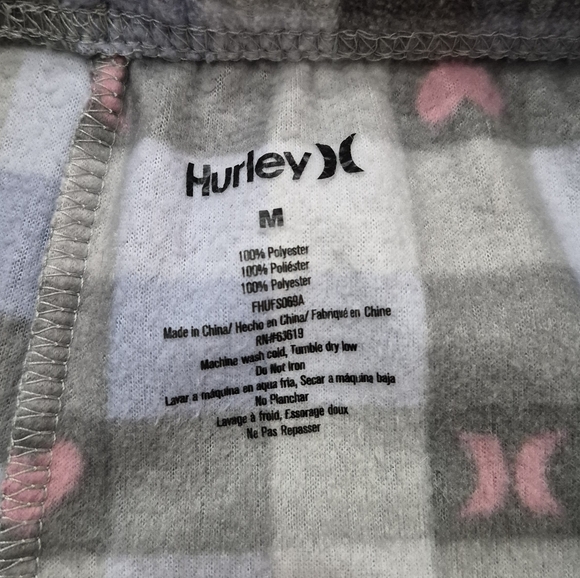 Hurley
M
100% Polyester
100% Poliéster
100% Polyester
FHUFS069A
Made in China/ Hecho en China/ Fabriqué en Chine
RN#63619
Machine wash cold, Tumble dry low
Do Not Iron
Lavar a máquina en aqua fria, Secar a máquina baja
No Planchar
Lavage à froid, Essorage doux
Ne Pas Repasser